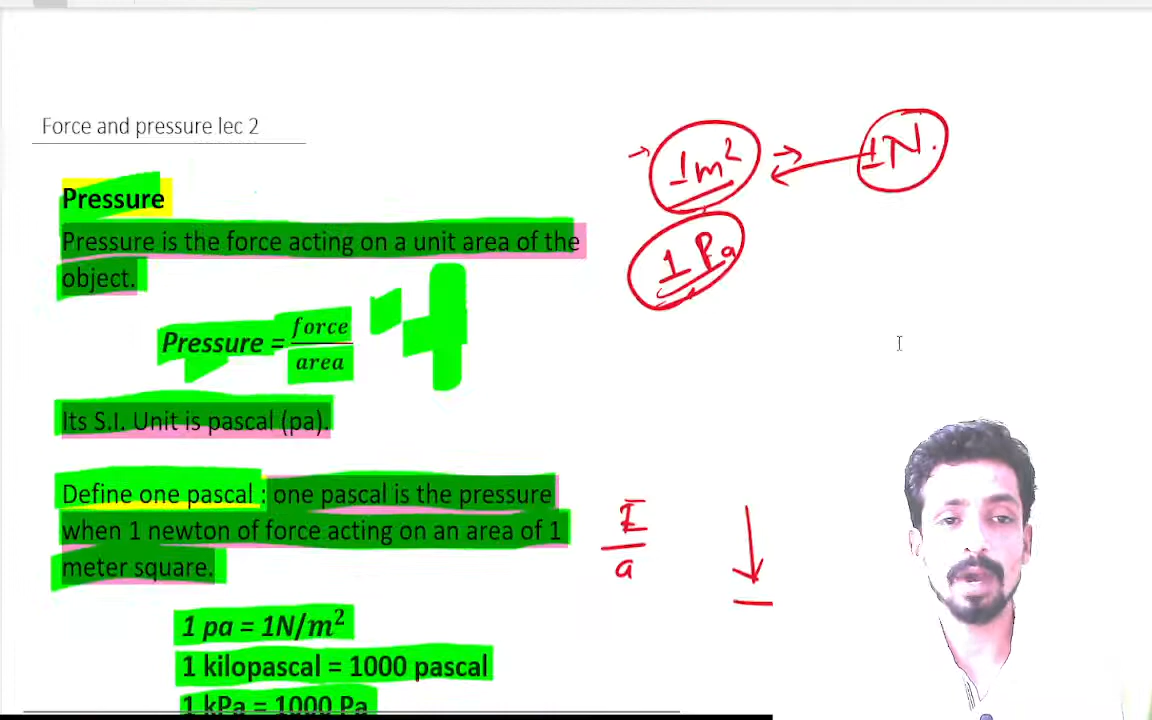 Force and pressure lec 2
1m²
1N.
Pressure
Pressure is the force acting on a unit area of the
object.
1 Pa
Pressure = force/area
Its S.I. Unit is pascal (pa).
Define one pascal : one pascal is the pressure
when 1 newton of force acting on an area of 1
meter square.
F
a
1 pa = 1N/m²
1 kilopascal = 1000 pascal
1 kPa = 1000 Pa